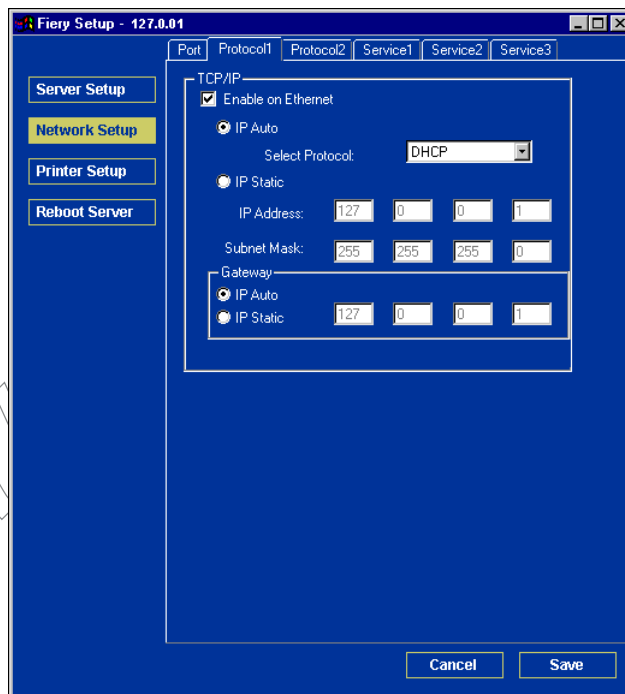 Fiery Setup - 127.0.01
Port Protocol1 Protocol2 Service1 Service2 Service3
Server Setup
Network Setup
Printer Setup
Reboot Server
TCP/IP
Enable on Ethernet
IP Auto
Select Protocol: DHCP
IP Static
IP Address: 127 0 0 1
Subnet Mask: 255 255 255 0
Gateway
IP Auto
IP Static 127 0 0 1
Cancel Save